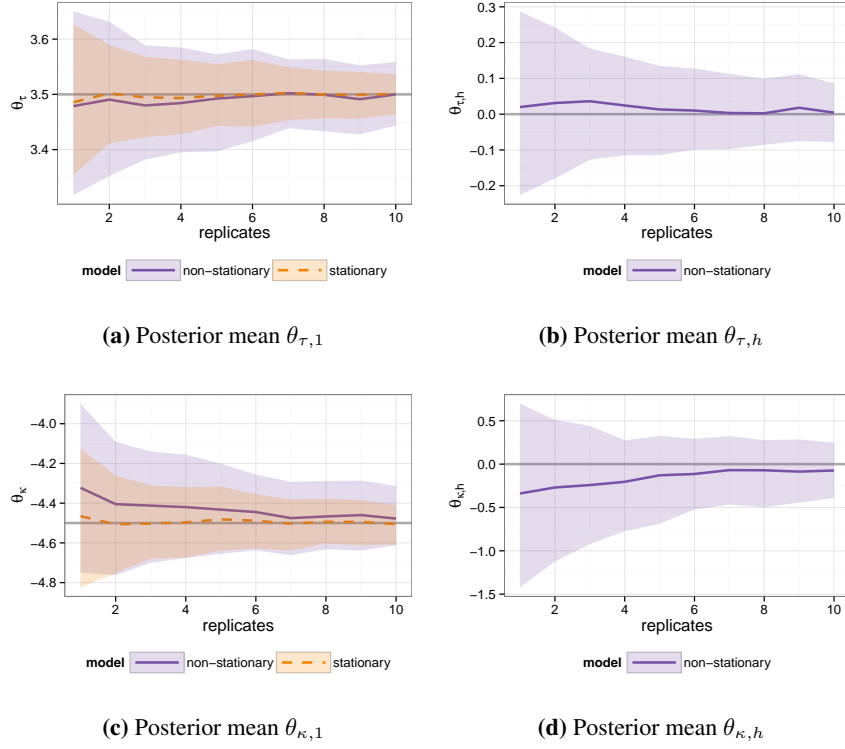 3.6
3.5
3.4
θτ
2 4 6 8 10
replicates
model non-stationary stationary
(a) Posterior mean θτ,1
0.3
0.2
0.1
0.0
−0.1
−0.2
θτ,h
2 4 6 8 10
replicates
model non-stationary
(b) Posterior mean θτ,h
−4.0
−4.2
−4.4
−4.6
−4.8
θκ
2 4 6 8 10
replicates
model non-stationary stationary
(c) Posterior mean θκ,1
0.5
0.0
−0.5
−1.0
−1.5
θκ,h
2 4 6 8 10
replicates
model non-stationary
(d) Posterior mean θκ,h